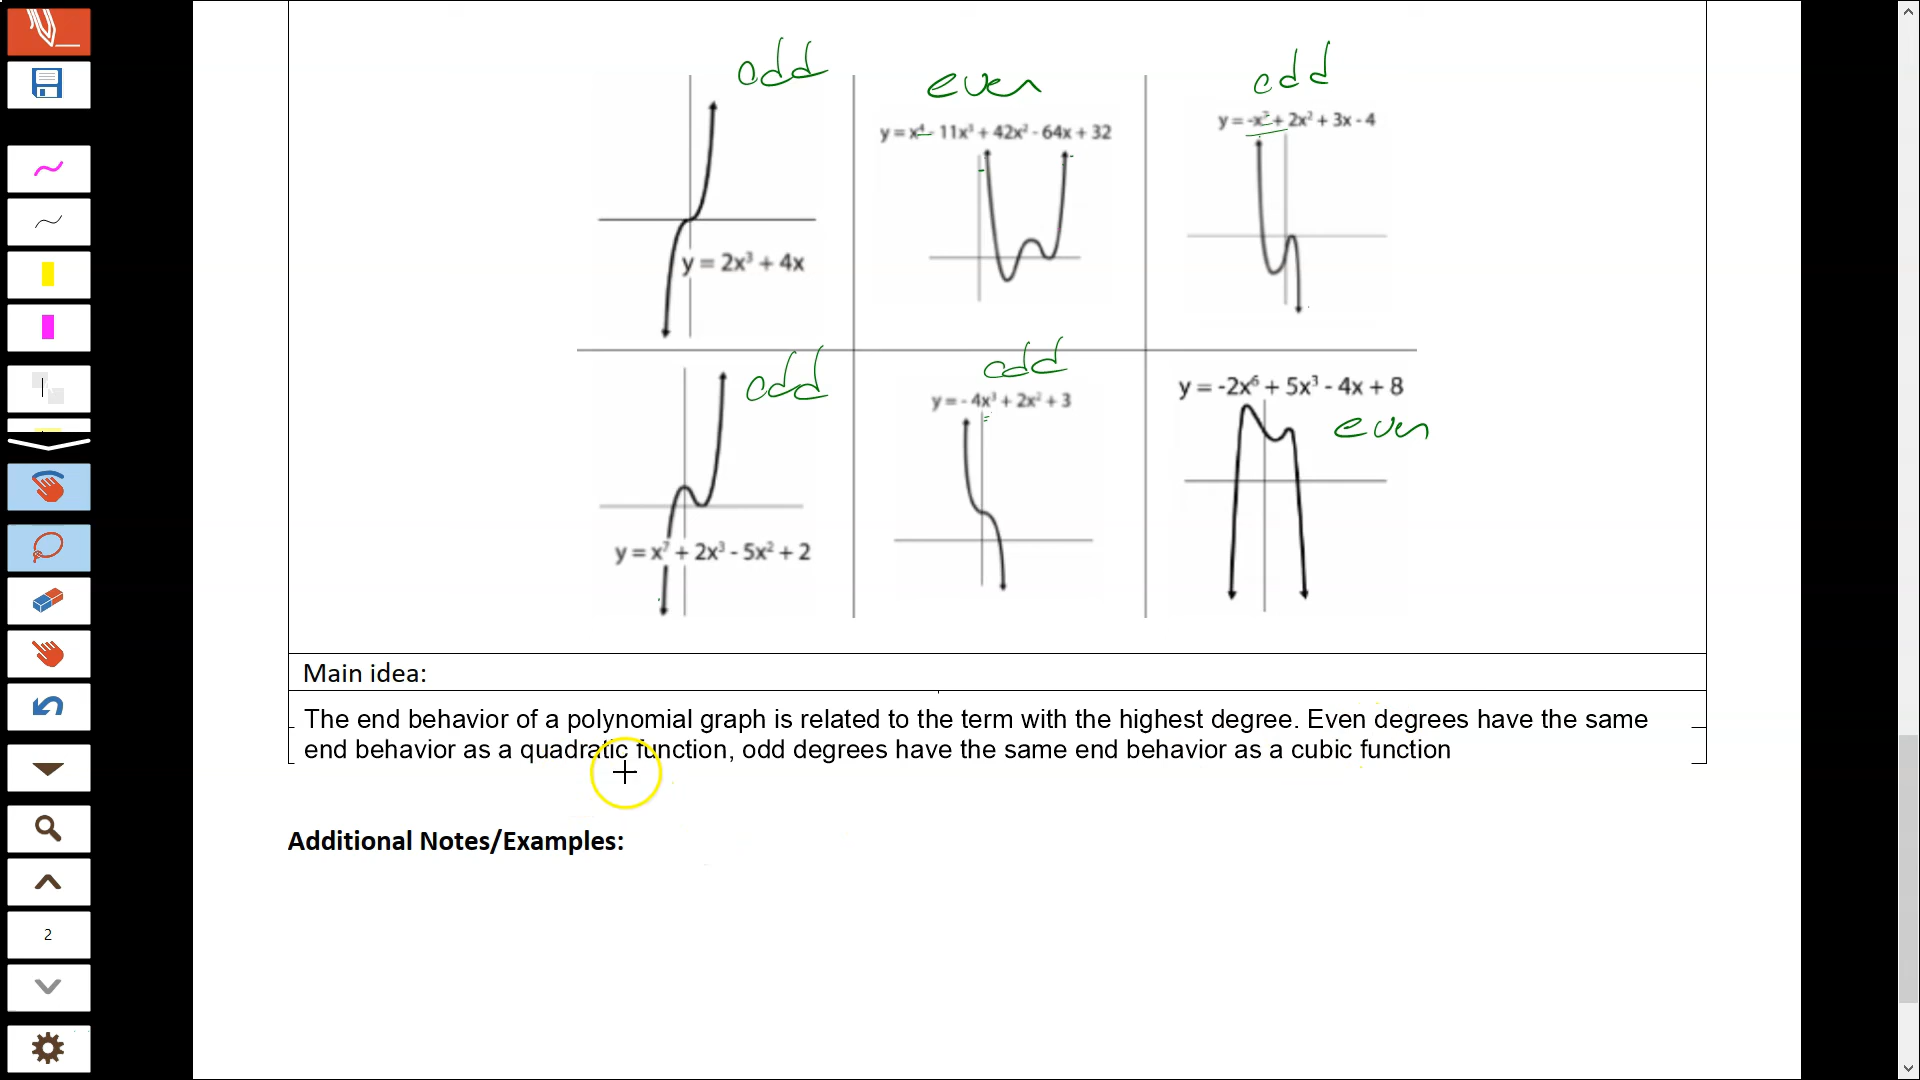 odd
even
odd
y = x⁴ - 11x³ + 42x² - 64x + 32
+ 2x² + 3x - 4
y = 2x³ + 4x
odd
odd
y = -2x⁶ + 5x³ - 4x + 8
y = - 4x³ + 2x² + 3
even
y = x⁷ + 2x³ - 5x² + 2
Main idea:
The end behavior of a polynomial graph is related to the term with the highest degree. Even degrees have the same
end behavior as a quadratic function, odd degrees have the same end behavior as a cubic function
Additional Notes/Examples:
2